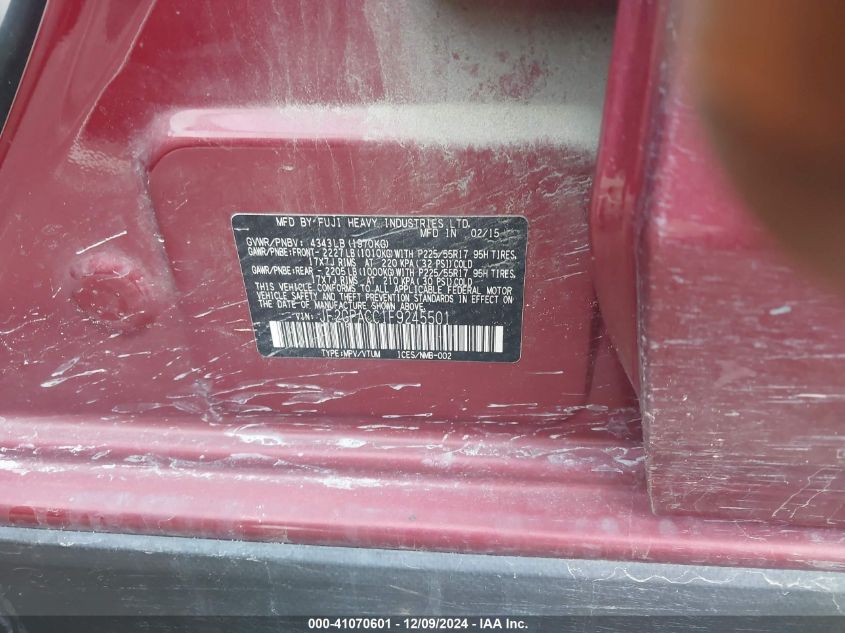 MFD BY FUJI HEAVY INDUSTRIES LTD.
MFD IN 02/15
GVWR/PNBV: 4343LB(1970KG)
GAWR/PNBE:FRONT- 2227LB(1010KG)WITH P225/55R17 95H TIRES,
17X7J RIMS, AT 220 KPA(32 PSI)COLD
GAWR/PNBE:REAR - 2205LB(1000KG)WITH P225/55R17 95H TIRES,
17X7J RIMS, AT 210 KPA(30 PSI)COLD
THIS VEHICLE CONFORMS TO ALL APPLICABLE FEDERAL MOTOR
VEHICLE SAFETY AND THEFT PREVENTION STANDARDS IN EFFECT ON
THE DATE OF MANUFACTURE SHOWN ABOVE.
VIN:
TYPE:MPV/VTUM ICES/NMB-002
000-41070601 - 12/09/2024 - IAA Inc.